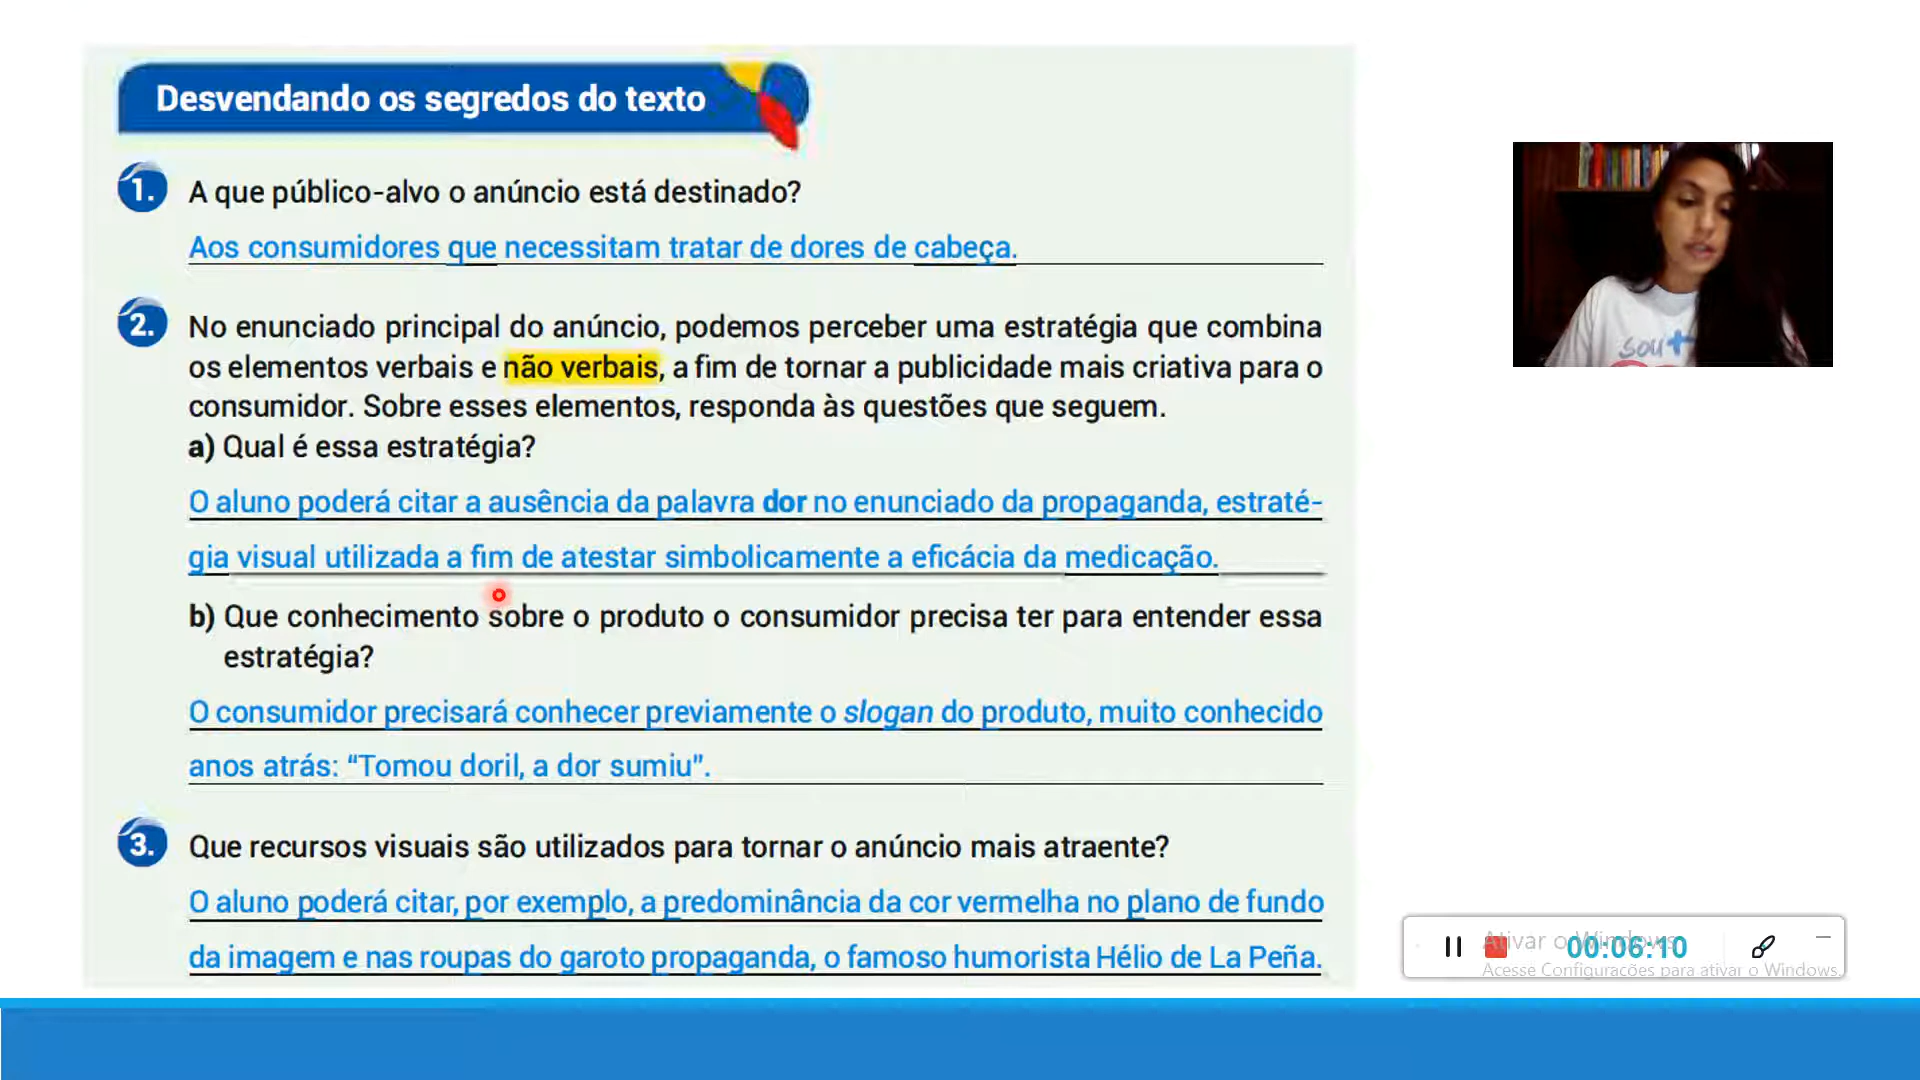 Desvendando os segredos do texto
1. A que público-alvo o anúncio está destinado?
Aos consumidores que necessitam tratar de dores de cabeça.
2. No enunciado principal do anúncio, podemos perceber uma estratégia que combina
os elementos verbais e não verbais, a fim de tornar a publicidade mais criativa para o
consumidor. Sobre esses elementos, responda às questões que seguem.
a) Qual é essa estratégia?
O aluno poderá citar a ausência da palavra dor no enunciado da propaganda, estraté-
gia visual utilizada a fim de atestar simbolicamente a eficácia da medicação.
b) Que conhecimento sobre o produto o consumidor precisa ter para entender essa
estratégia?
O consumidor precisará conhecer previamente o slogan do produto, muito conhecido
anos atrás: “Tomou doril, a dor sumiu”.
3. Que recursos visuais são utilizados para tornar o anúncio mais atraente?
O aluno poderá citar, por exemplo, a predominância da cor vermelha no plano de fundo
da imagem e nas roupas do garoto propaganda, o famoso humorista Hélio de La Peña.
sou+
Ativar o Windows
00:06:10
Acesse Configurações para ativar o Windows.